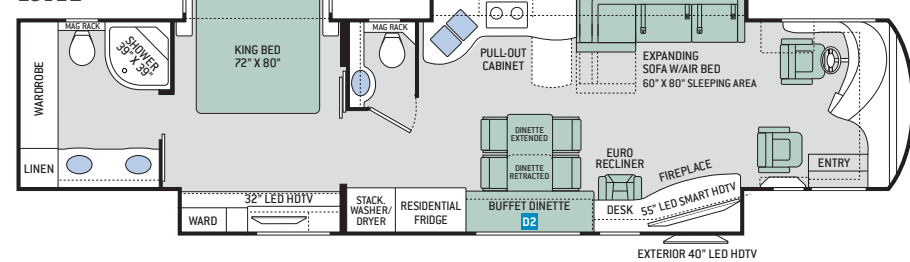 MAG RACK
SHOWER
39" X 39"
WARDROBE
LINEN
KING BED
72" X 80"
MAG RACK
PULL-OUT
CABINET
EXPANDING
SOFA W/AIR BED
60" X 80" SLEEPING AREA
DINETTE
EXTENDED
DINETTE
RETRACTED
EURO
RECLINER
FIREPLACE
ENTRY
WARD
32" LED HDTV
STACK.
WASHER/
DRYER
RESIDENTIAL
FRIDGE
BUFFET DINETTE
D2
DESK
55" LED SMART HDTV
EXTERIOR 40" LED HDTV